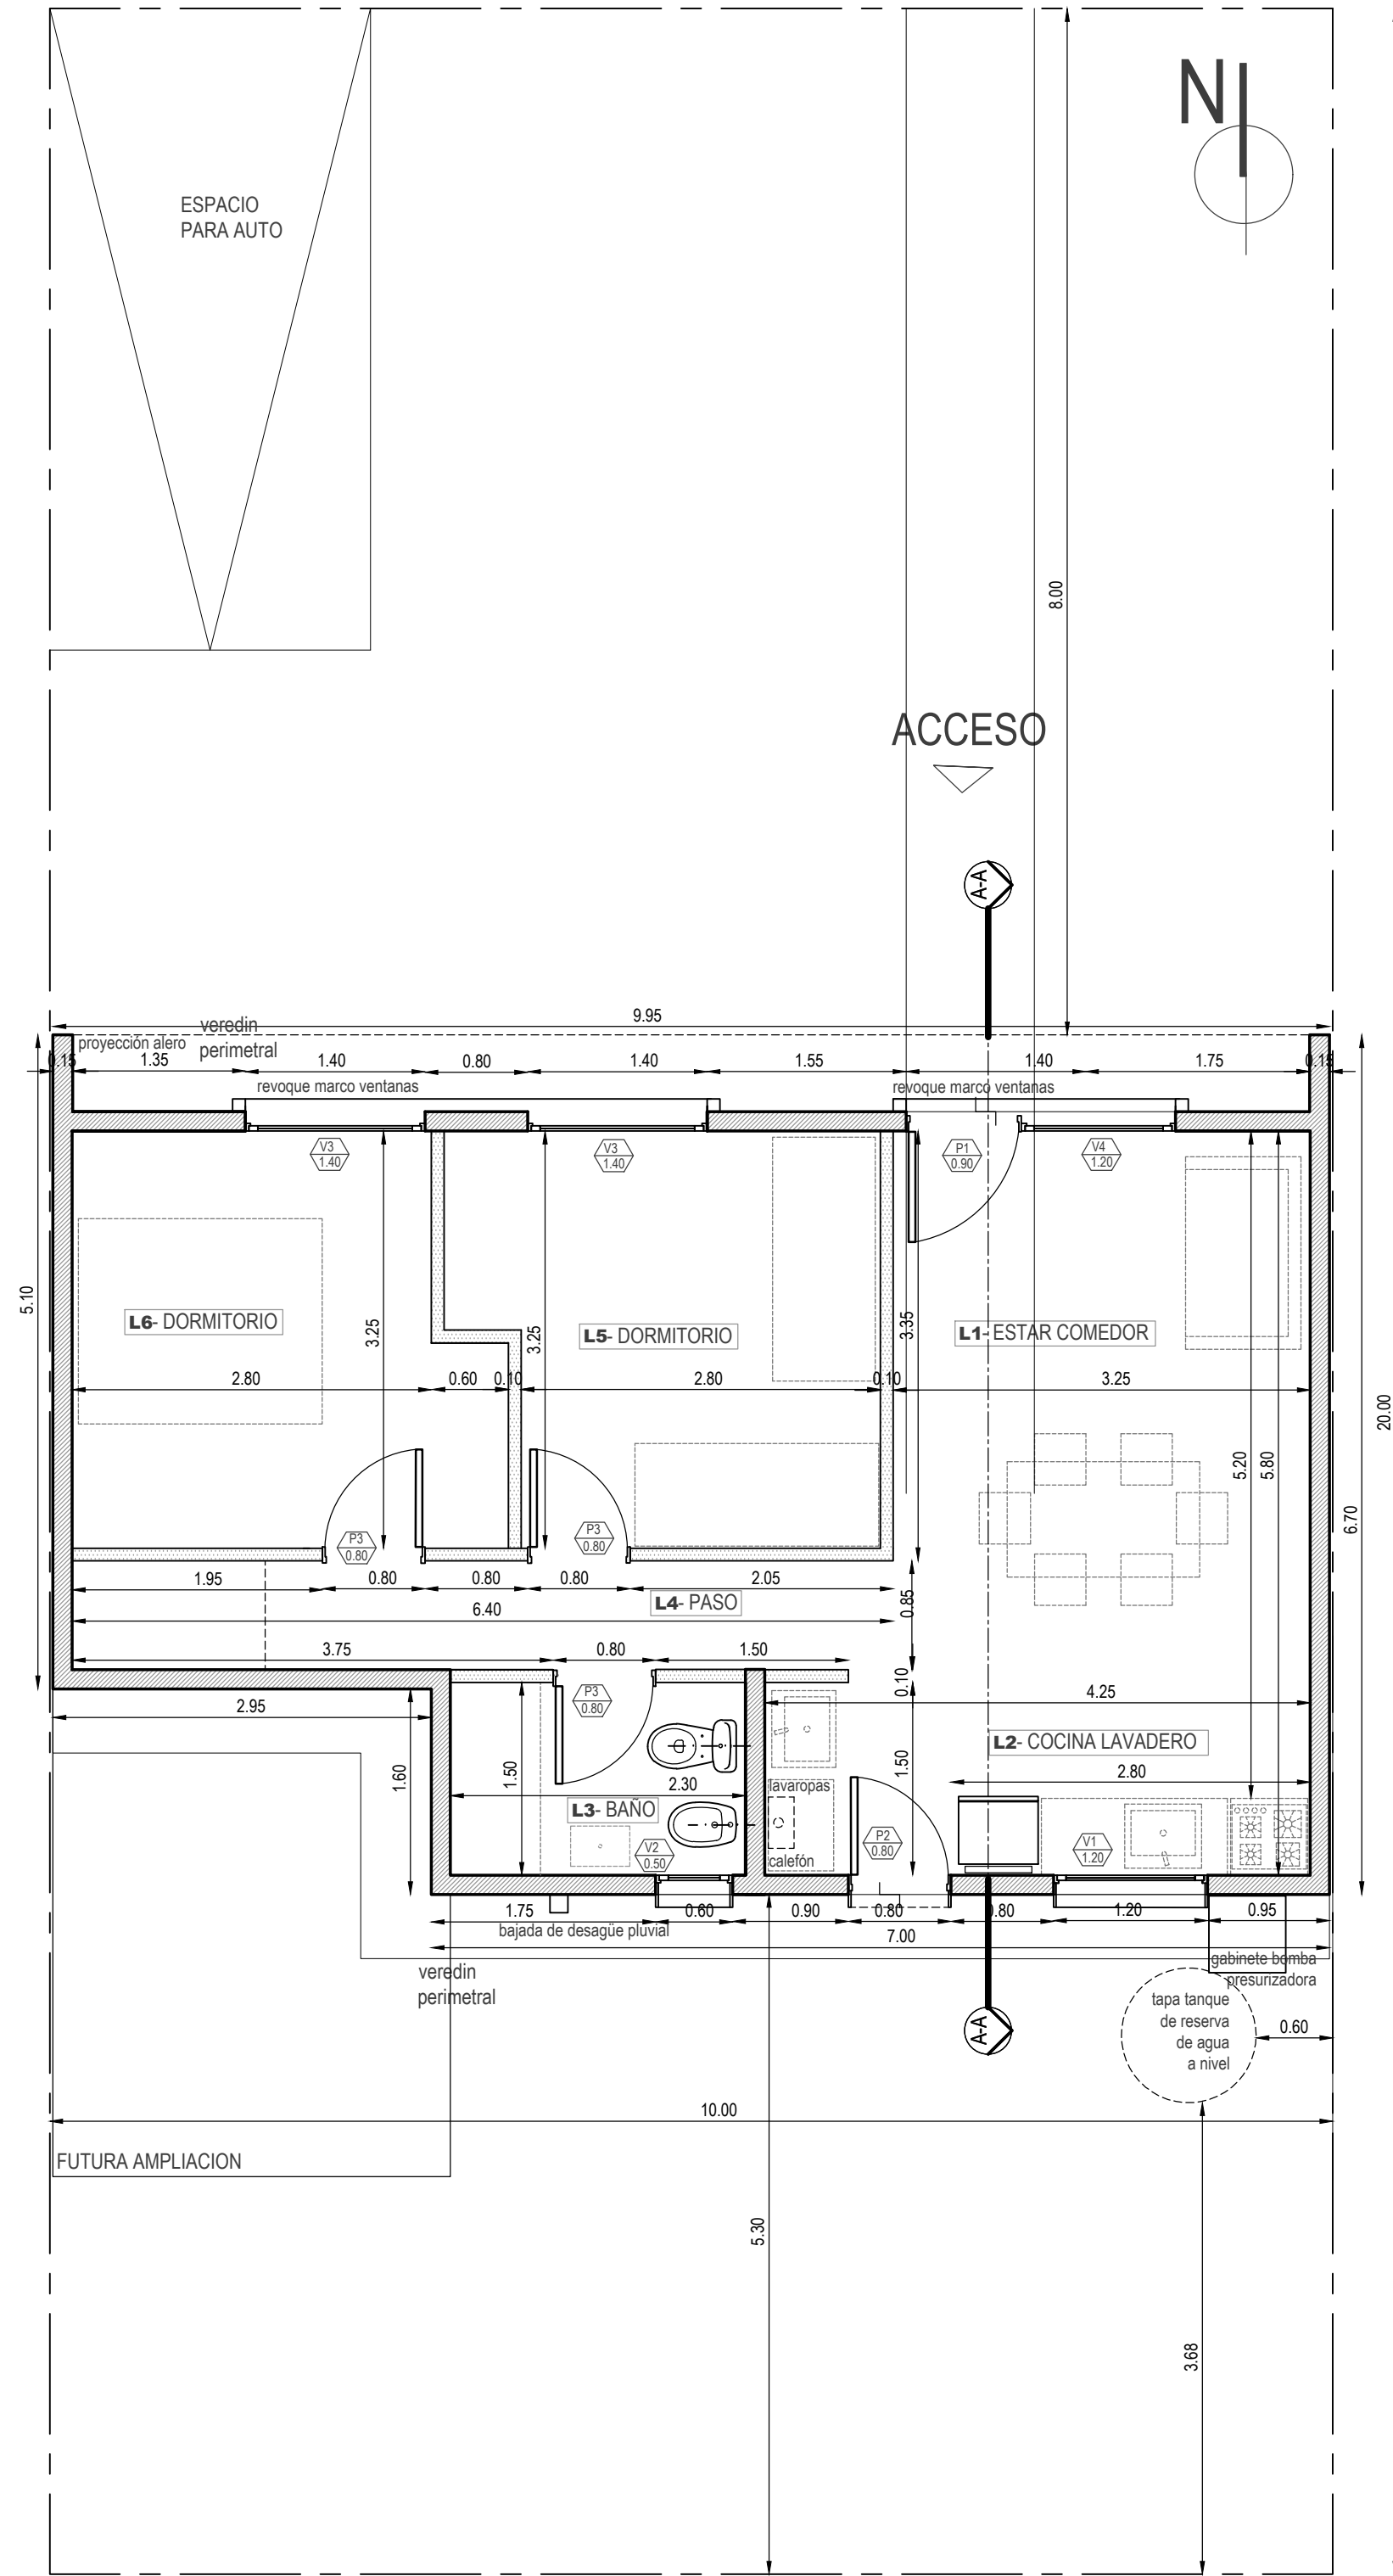 N
ESPACIO
PARA AUTO
8.00
ACCESO
A-A
9.95
veredin
perimetral
proyección alero
0.15
1.35
1.40
0.80
1.40
1.55
1.40
1.75
0.15
revoque marco ventanas
revoque marco ventanas
V3
1.40
V3
1.40
P1
0.90
V4
1.20
5.10
L6- DORMITORIO
3.25
L5- DORMITORIO
3.25
3.35
L1- ESTAR COMEDOR
2.80
0.60
0.10
2.80
0.10
3.25
20.00
5.20
5.80
6.70
P3
0.80
P3
0.80
1.95
0.80
0.80
0.80
2.05
L4- PASO
0.85
6.40
3.75
0.80
1.50
0.10
P3
0.80
4.25
2.95
L2- COCINA LAVADERO
1.60
1.50
2.30
lavaropas
1.50
2.80
L3- BAÑO
V2
0.50
calefón
P2
0.80
V1
1.20
1.75
0.60
0.90
0.80
0.80
1.20
0.95
bajada de desagüe pluvial
7.00
gabinete bomba
presurizadora
veredin
perimetral
tapa tanque
de reserva
de agua
a nivel
A-A
0.60
10.00
FUTURA AMPLIACION
5.30
3.68